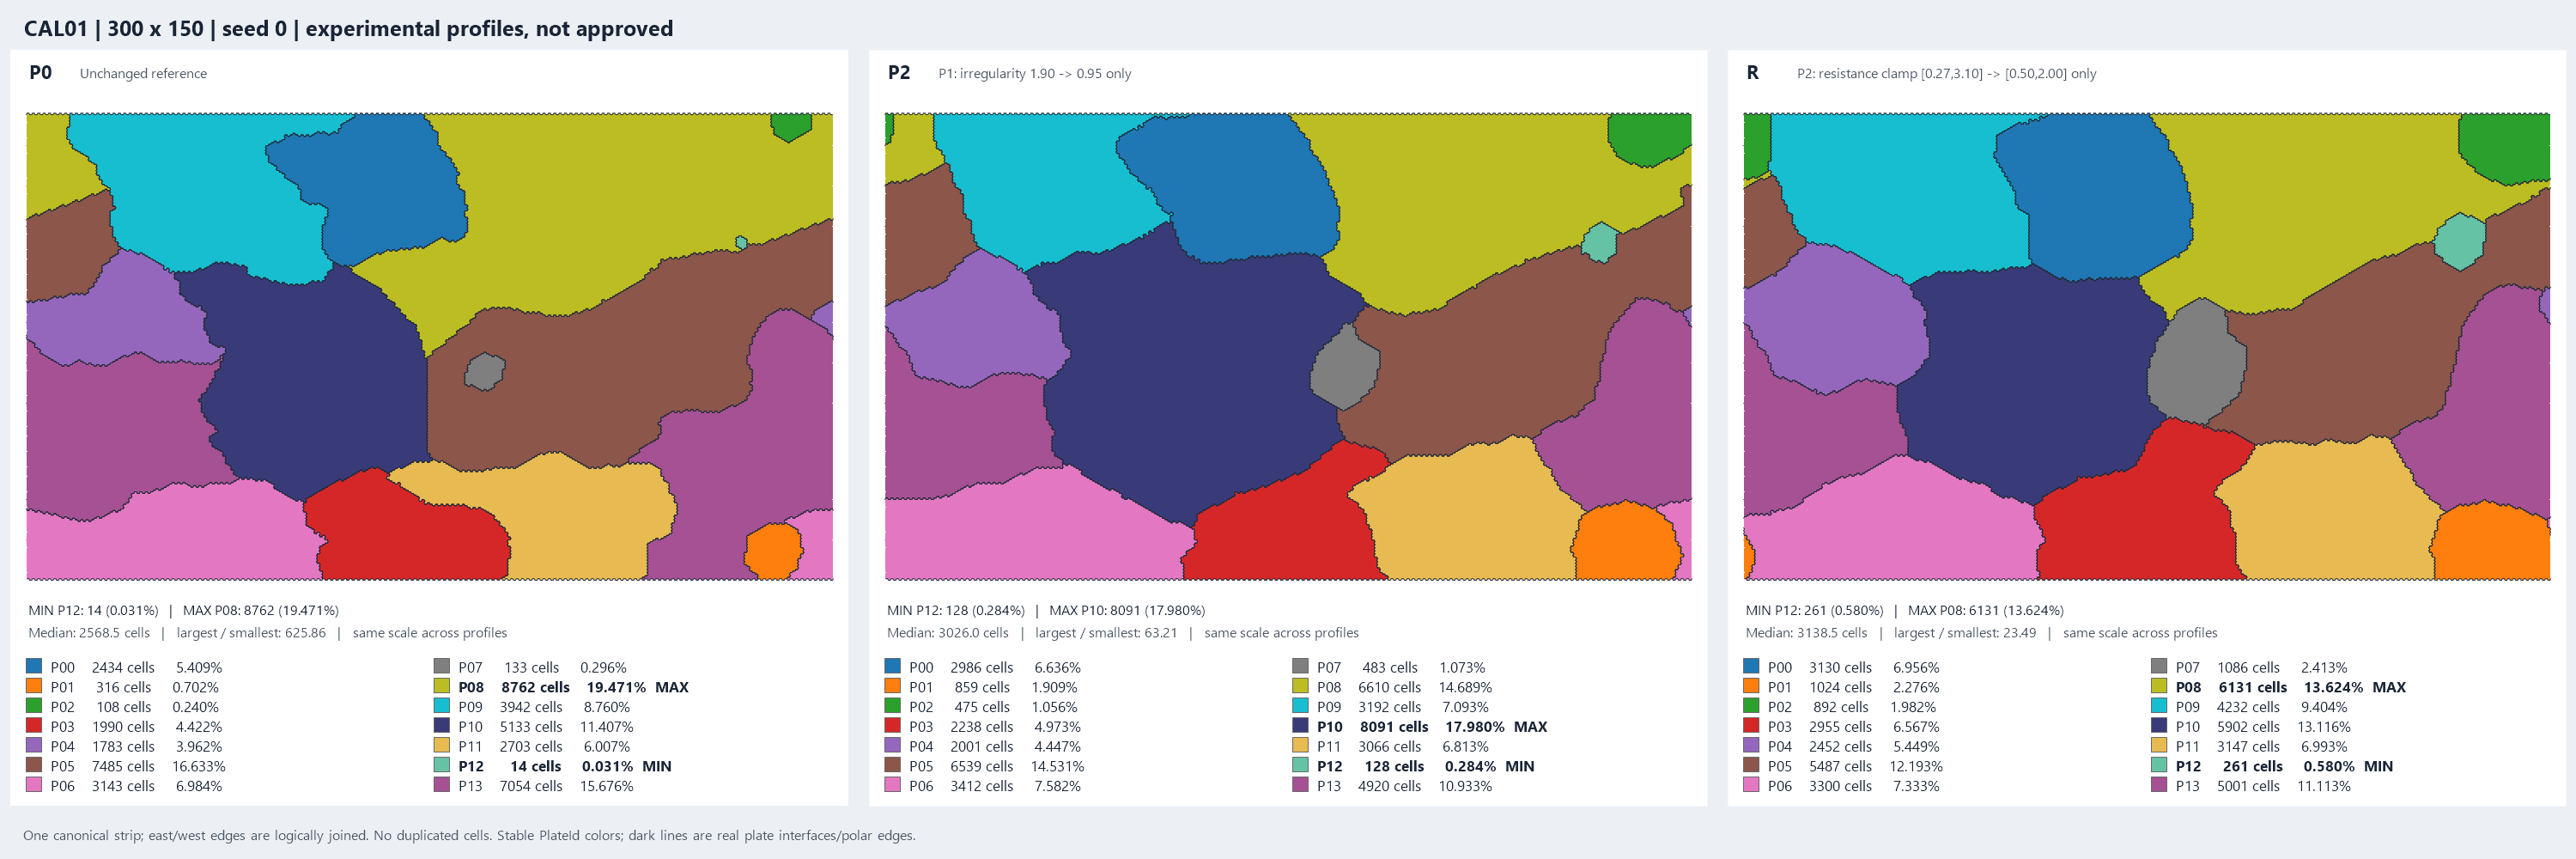 CAL01 | 300 x 150 | seed 0 | experimental profiles, not approved
P0 Unchanged reference
MIN P12: 14 (0.031%) | MAX P08: 8762 (19.471%)
Median: 2568.5 cells | largest / smallest: 625.86 | same scale across profiles
P00 2434 cells 5.409%
P01 316 cells 0.702%
P02 108 cells 0.240%
P03 1990 cells 4.422%
P04 1783 cells 3.962%
P05 7485 cells 16.633%
P06 3143 cells 6.984%
P07 133 cells 0.296%
P08 8762 cells 19.471% MAX
P09 3942 cells 8.760%
P10 5133 cells 11.407%
P11 2703 cells 6.007%
P12 14 cells 0.031% MIN
P13 7054 cells 15.676%
P2 P1: irregularity 1.90 -> 0.95 only
MIN P12: 128 (0.284%) | MAX P10: 8091 (17.980%)
Median: 3026.0 cells | largest / smallest: 63.21 | same scale across profiles
P00 2986 cells 6.636%
P01 859 cells 1.909%
P02 475 cells 1.056%
P03 2238 cells 4.973%
P04 2001 cells 4.447%
P05 6539 cells 14.531%
P06 3412 cells 7.582%
P07 483 cells 1.073%
P08 6610 cells 14.689%
P09 3192 cells 7.093%
P10 8091 cells 17.980% MAX
P11 3066 cells 6.813%
P12 128 cells 0.284% MIN
P13 4920 cells 10.933%
R P2: resistance clamp [0.27,3.10] -> [0.50,2.00] only
MIN P12: 261 (0.580%) | MAX P08: 6131 (13.624%)
Median: 3138.5 cells | largest / smallest: 23.49 | same scale across profiles
P00 3130 cells 6.956%
P01 1024 cells 2.276%
P02 892 cells 1.982%
P03 2955 cells 6.567%
P04 2452 cells 5.449%
P05 5487 cells 12.193%
P06 3300 cells 7.333%
P07 1086 cells 2.413%
P08 6131 cells 13.624% MAX
P09 4232 cells 9.404%
P10 5902 cells 13.116%
P11 3147 cells 6.993%
P12 261 cells 0.580% MIN
P13 5001 cells 11.113%
One canonical strip; east/west edges are logically joined. No duplicated cells. Stable PlateId colors; dark lines are real plate interfaces/polar edges.